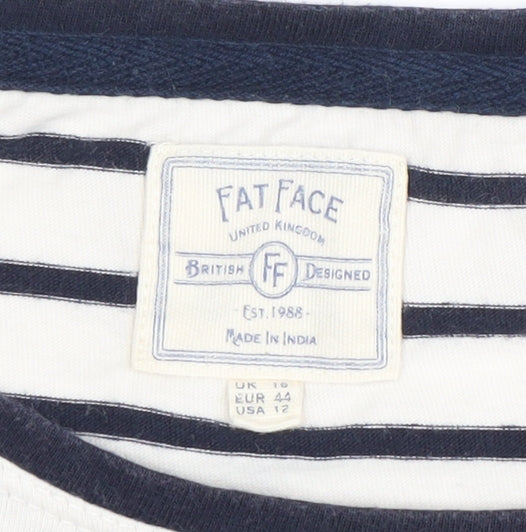 FAT FACE
UNITED KINGDOM
BRITISH FF DESIGNED
- EST. 1988 -
MADE IN INDIA
UK 16
EUR 44
USA 12